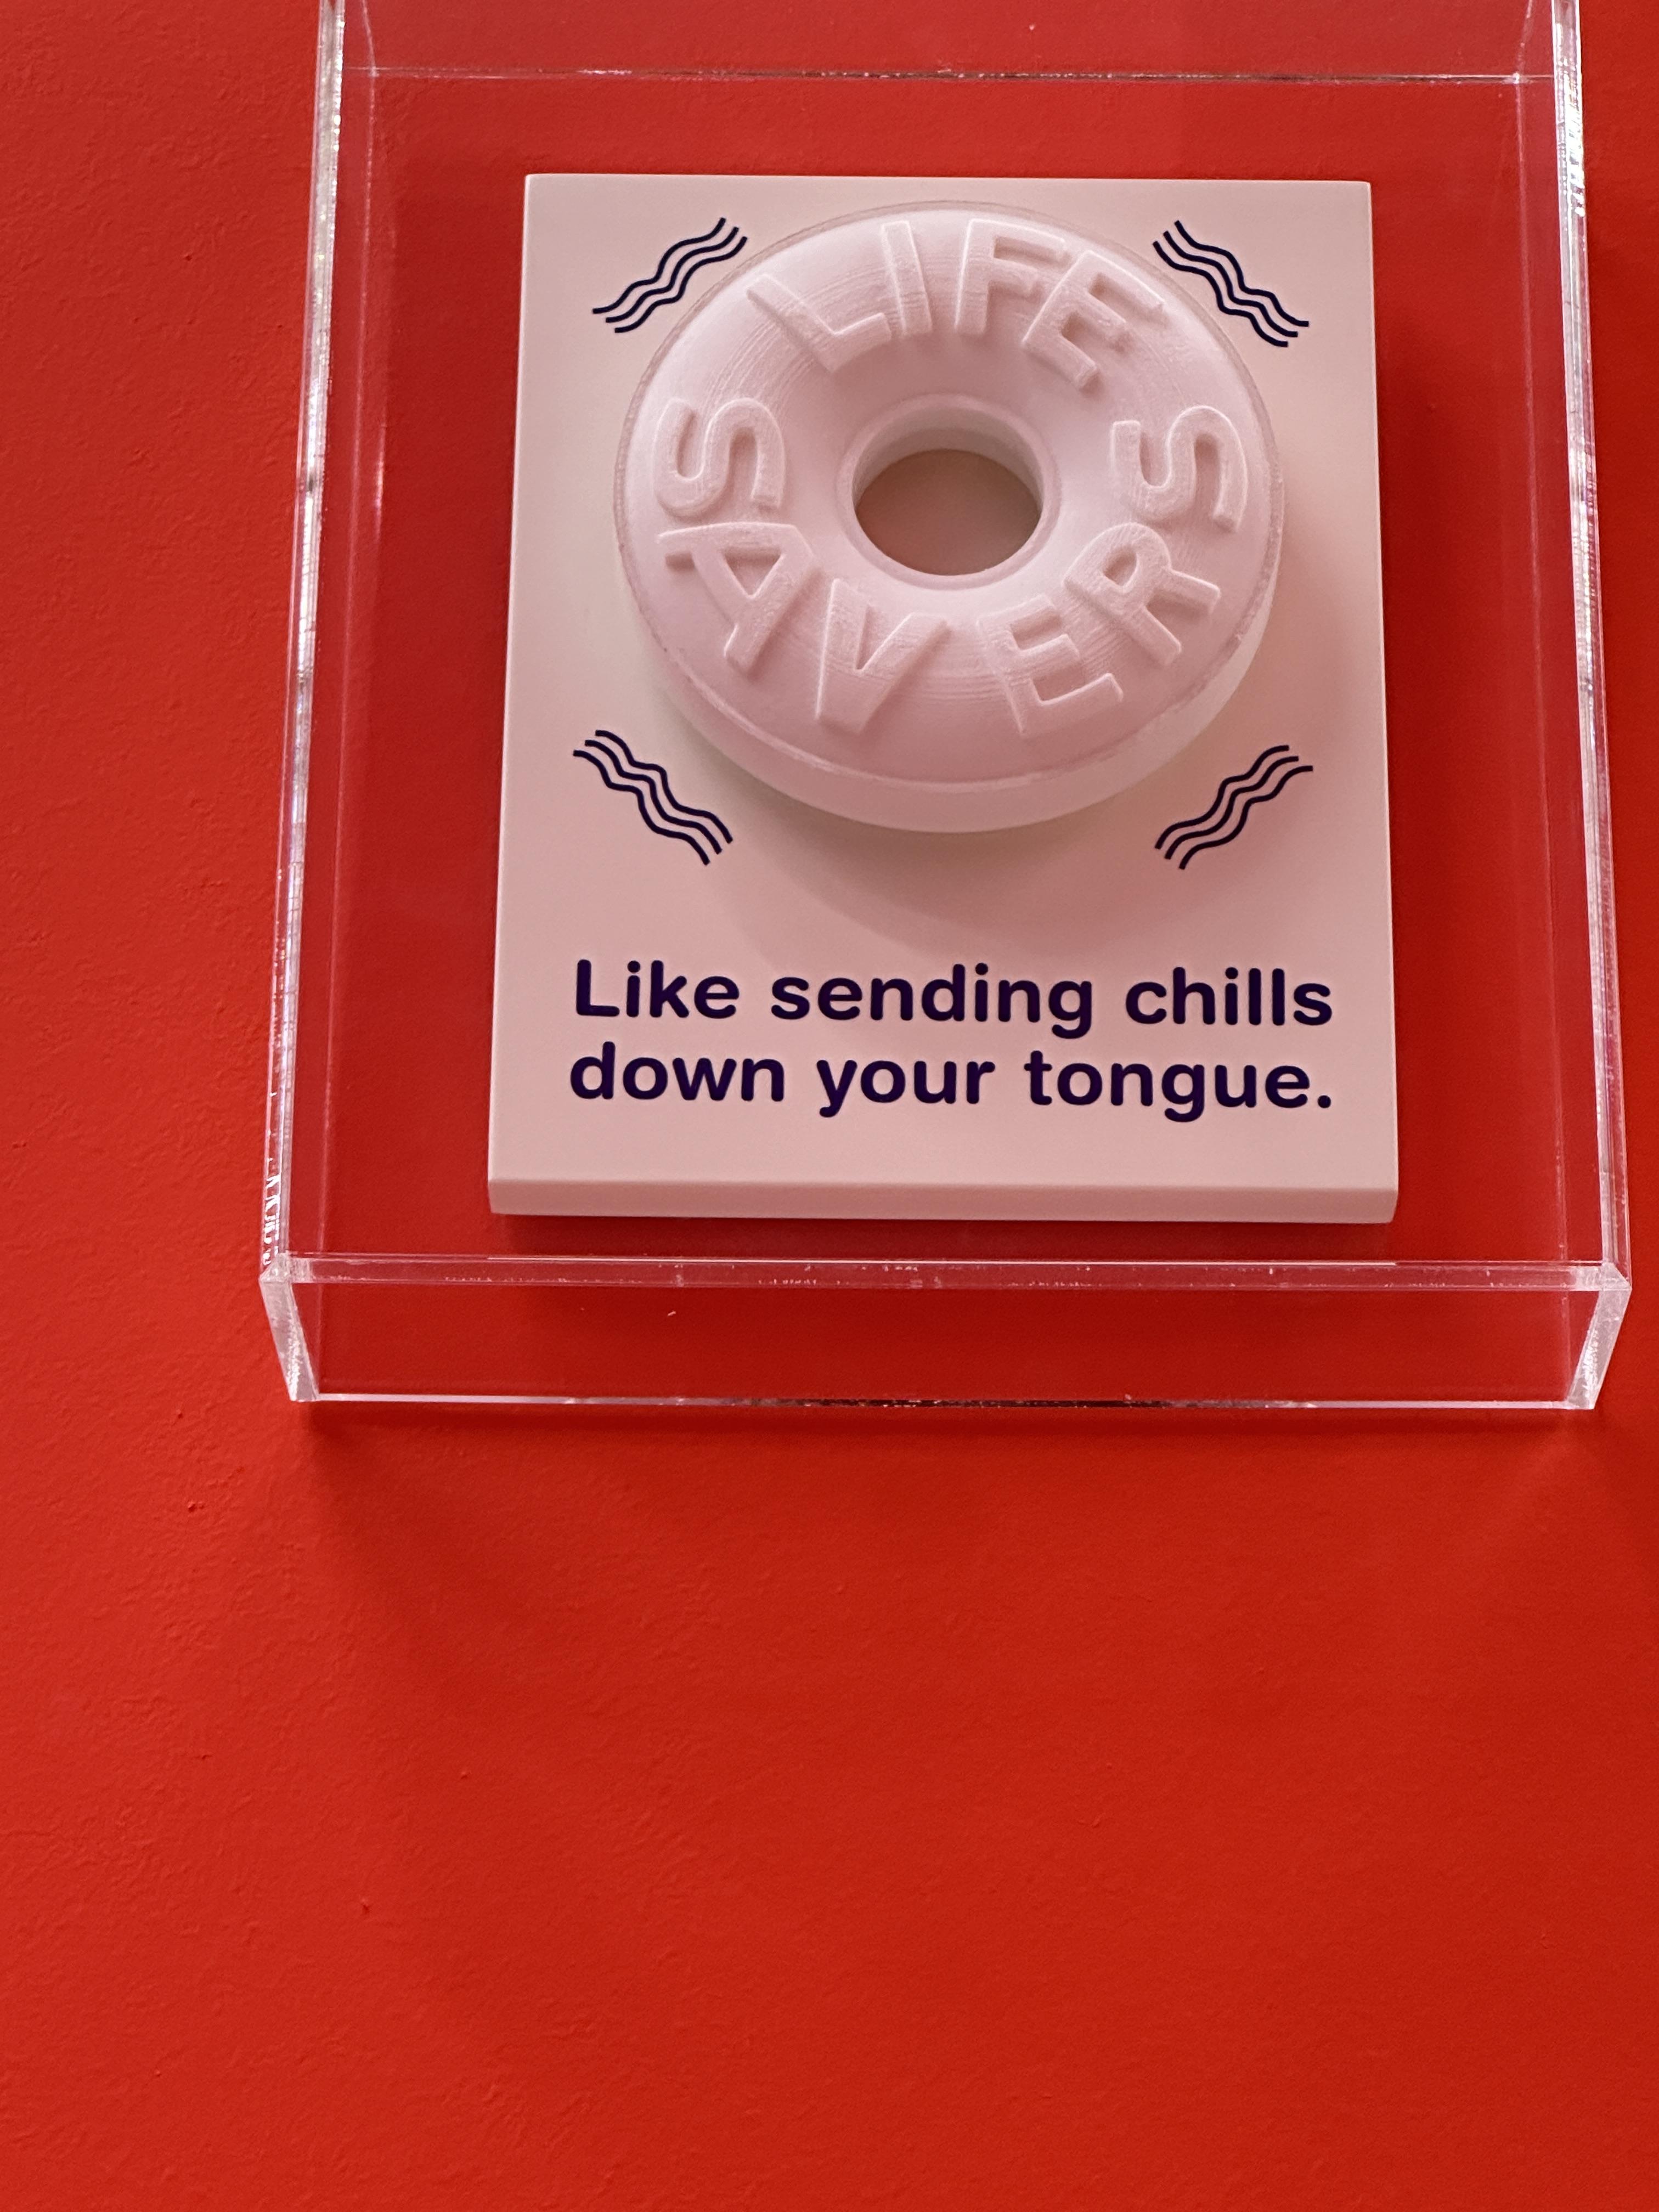 LIFE
SAVERS
Like sending chills
down your tongue.